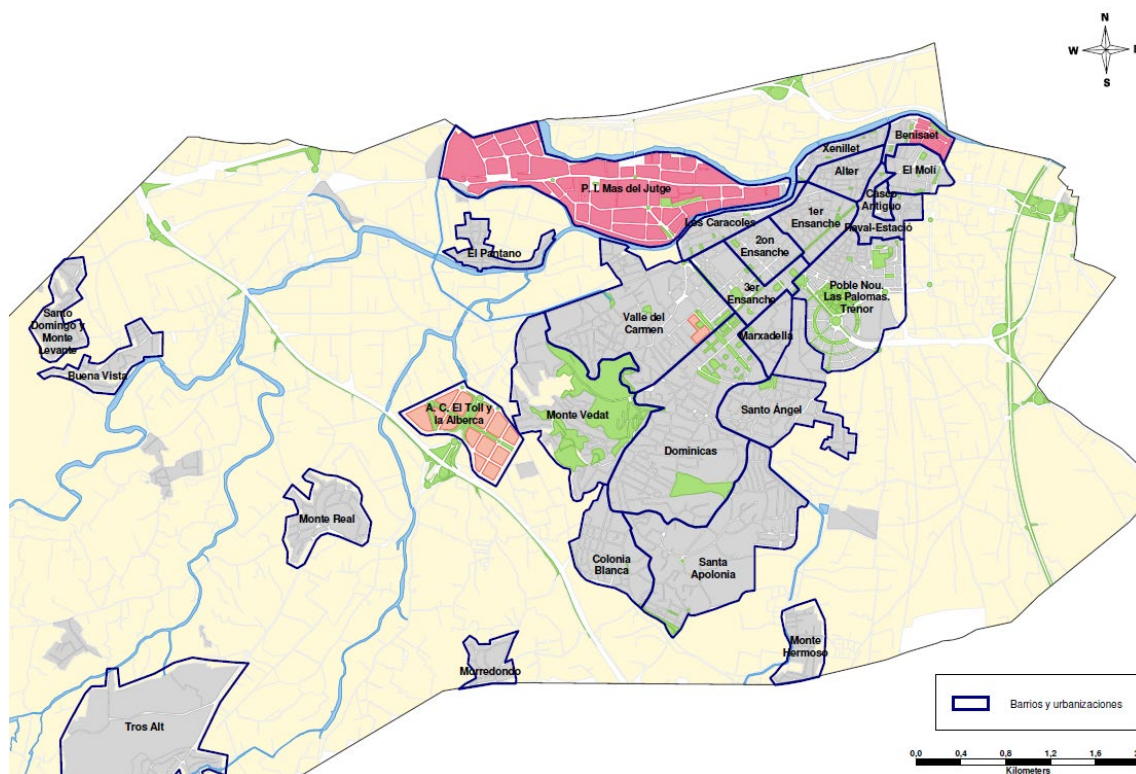 N
W
S
Benisaet
Xenillet
Alter
El Molí
P. I. Mas del Jutge
Casco
Antiguo
Los Caracoles
1er
Ensanche
Raval-Estació
2on
Ensanche
El Pantano
3er
Ensanche
Poble Nou.
Las Palomas.
Trenor
Santo
Domingo y
Monte
Levante
Valle del
Carmen
Marxadella
Buena Vista
A. C. El Toll y
la Alberca
Monte Vedat
Santo Ángel
Dominicas
Monte Real
Colonia
Blanca
Santa
Apolonia
Monte
Hermoso
Morredondo
Tros Alt
Barrios y urbanizaciones
0,0 0,4 0,8 1,2 1,6
Kilometers